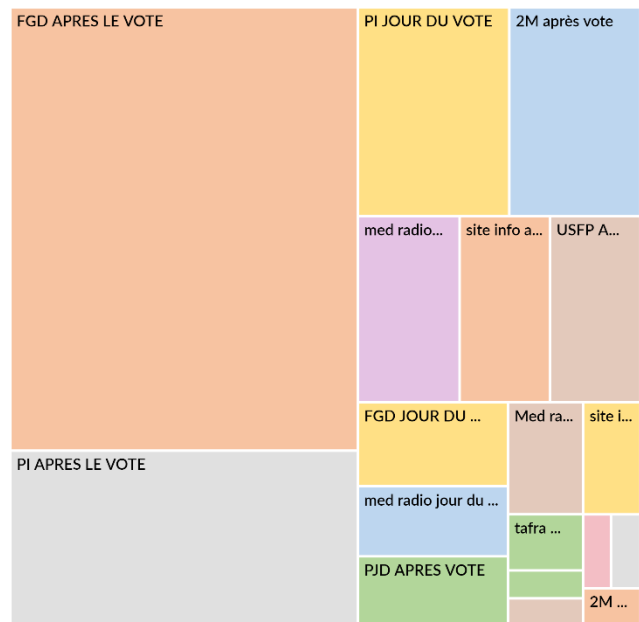 FGD APRES LE VOTE
PI JOUR DU VOTE
2M après vote
med radio...
site info a...
USFP A...
FGD JOUR DU ...
Med ra...
site i...
PI APRES LE VOTE
med radio jour du ...
tafra ...
PJD APRES VOTE
2M ...